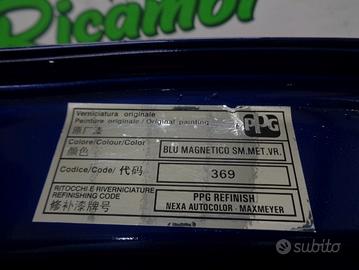 Ricambi
Verniciatura originale
Peinture originale / Original painting
原厂漆
PPG
Colore/Colour/Color
颜色
BLU MAGNETICO SM.MET.VR.
Codice/Code/代码
369
RITOCCHI E RIVERNICIATURE
REFINISHING CODE
修补漆牌号
PPG REFINISH
NEXA AUTOCOLOR - MAXMEYER
subito